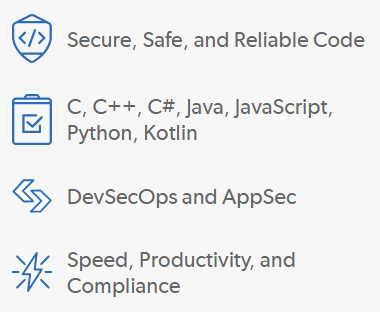 Secure, Safe, and Reliable Code
C, C++, C#, Java, JavaScript,
Python, Kotlin
DevSecOps and AppSec
Speed, Productivity, and
Compliance